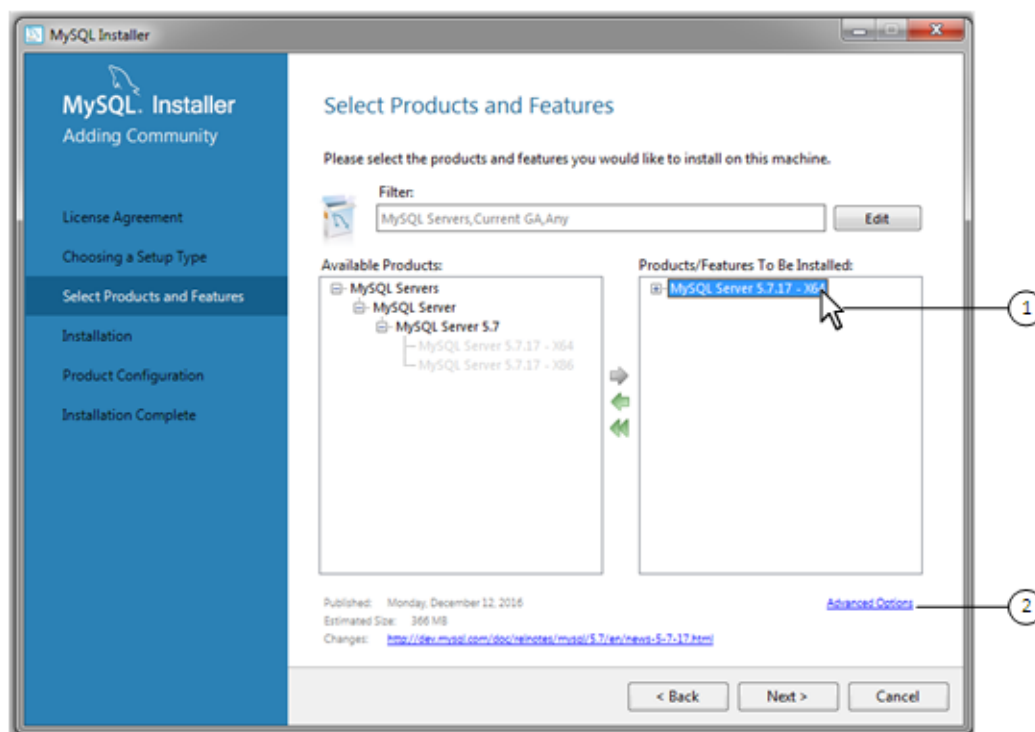 MySQL Installer
MySQL. Installer
Adding Community
License Agreement
Choosing a Setup Type
Select Products and Features
Installation
Product Configuration
Installation Complete
Select Products and Features
Please select the products and features you would like to install on this machine.
Filter:
MySQL Servers,Current GA,Any
Edit
Available Products:
MySQL Servers
MySQL Server
MySQL Server 5.7
MySQL Server 5.7.17 - X64
MySQL Server 5.7.17 - X86
Products/Features To Be Installed:
MySQL Server 5.7.17 - X64
1
Published: Monday, December 12, 2016
Estimated Size: 366 MB
Changes: http://dev.mysql.com/doc/relnotes/mysql/5.7/en/news-5-7-17.html
Advanced Options
2
< Back
Next >
Cancel